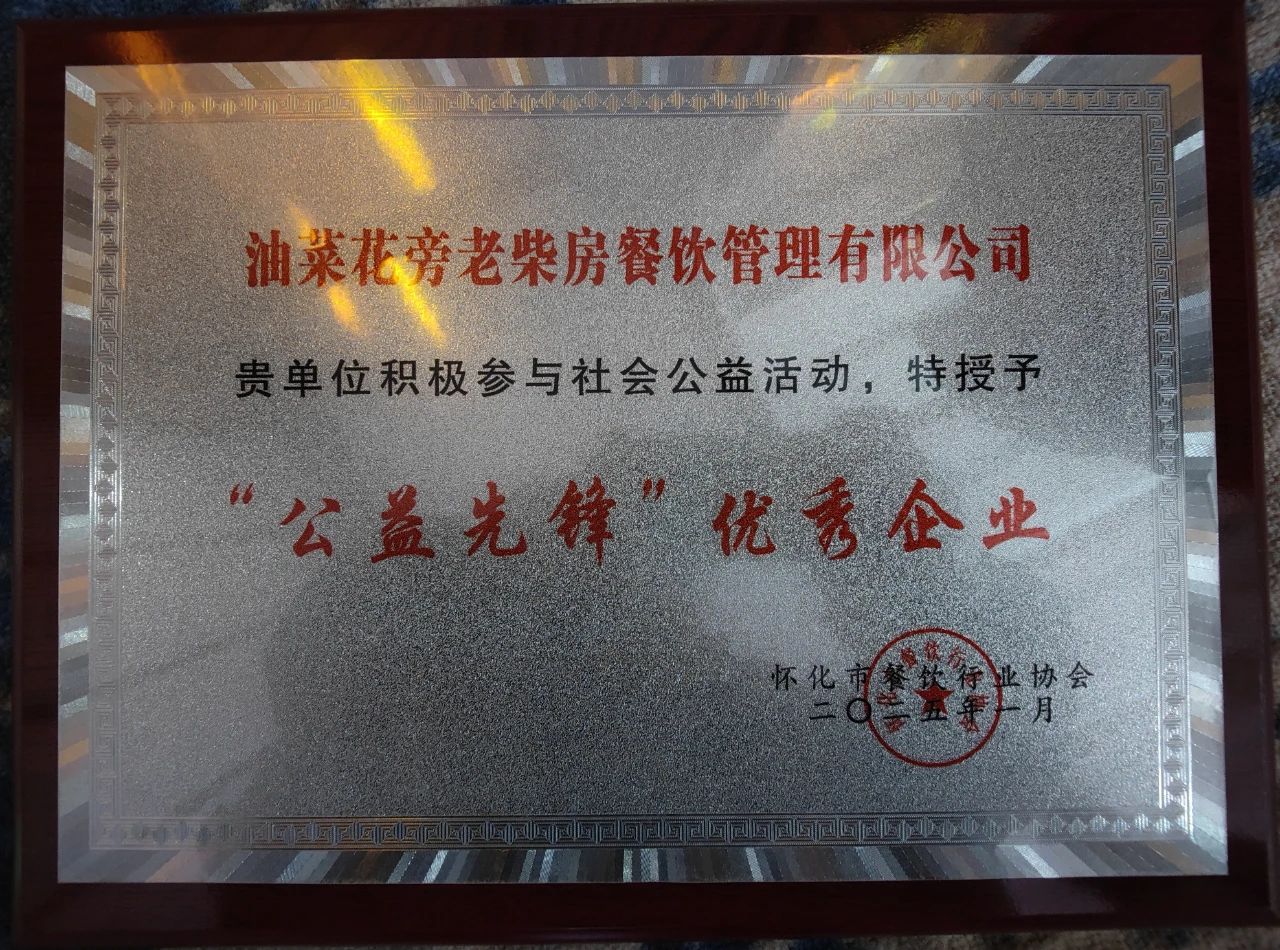 油菜花旁老柴房餐饮管理有限公司
贵单位积极参与社会公益活动，特授予
“公益先锋”优秀企业
怀化市餐饮行业协会
二〇二五年一月